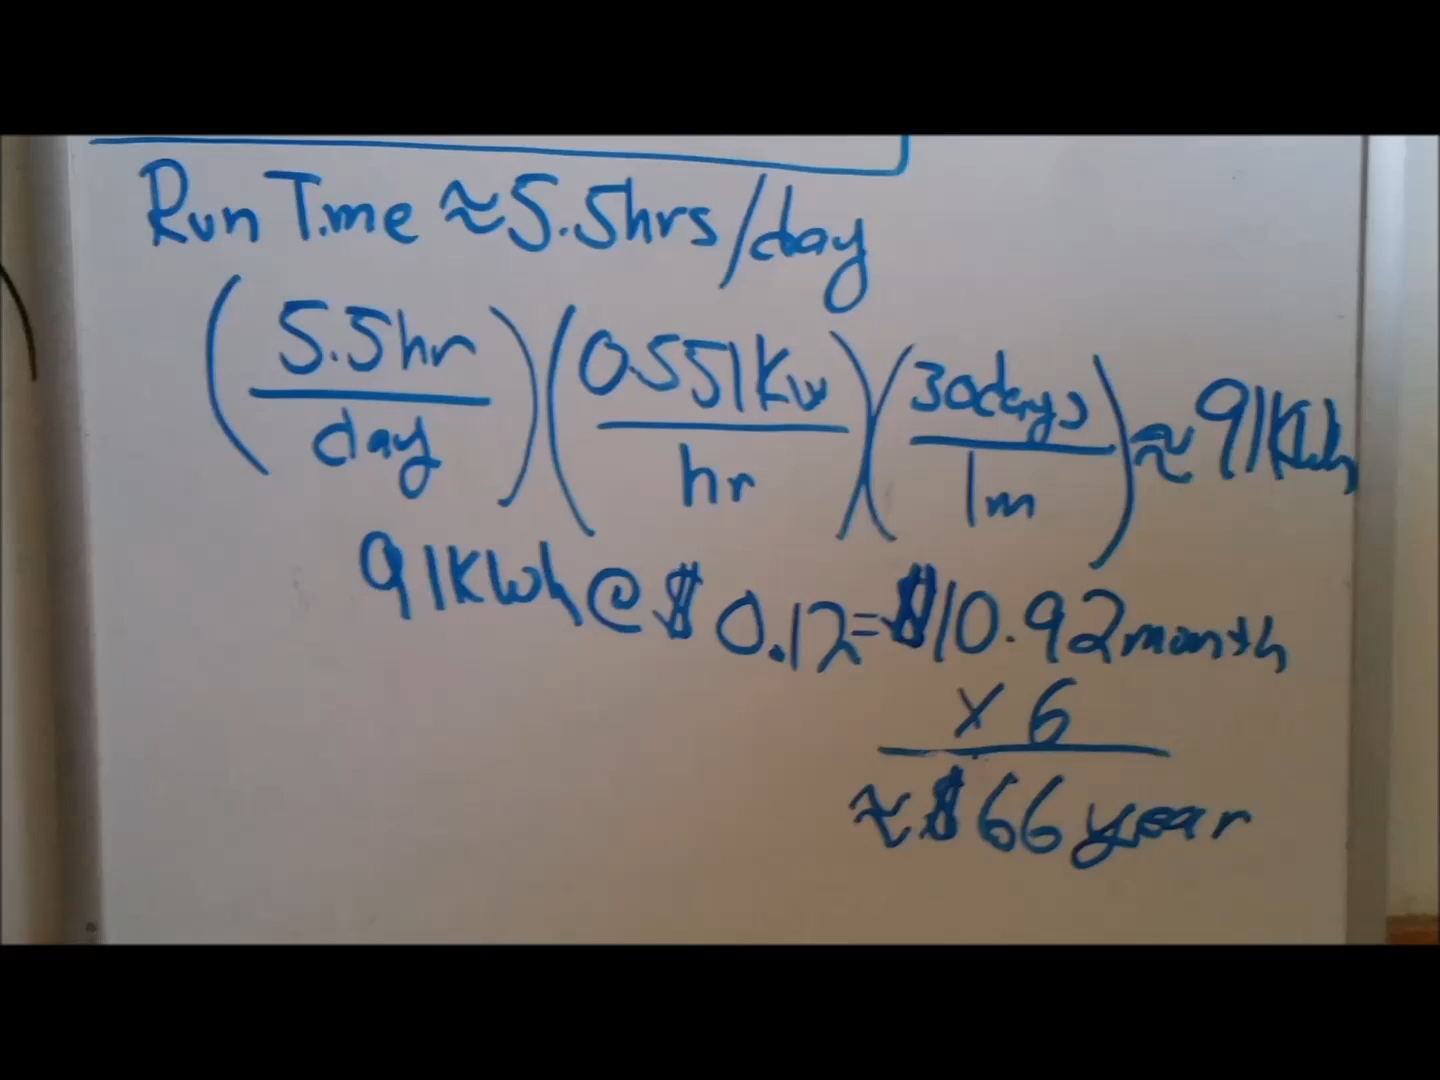 Run Time ≈ 5.5hrs/day
(5.5hr/day)(0.551Kw/hr)(30days/1m) ≈ 91KWh
91KWh @ $0.12 = $10.92 month
x 6
≈ $66 year